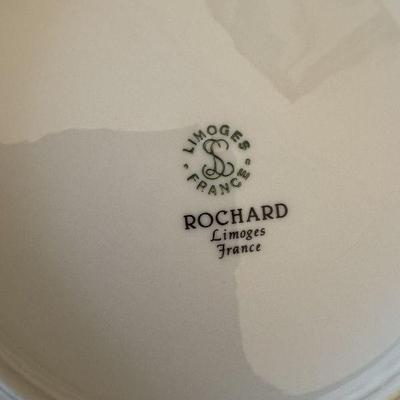 LIMOGES
SL
FRANCE
ROCHARD
Limoges
France